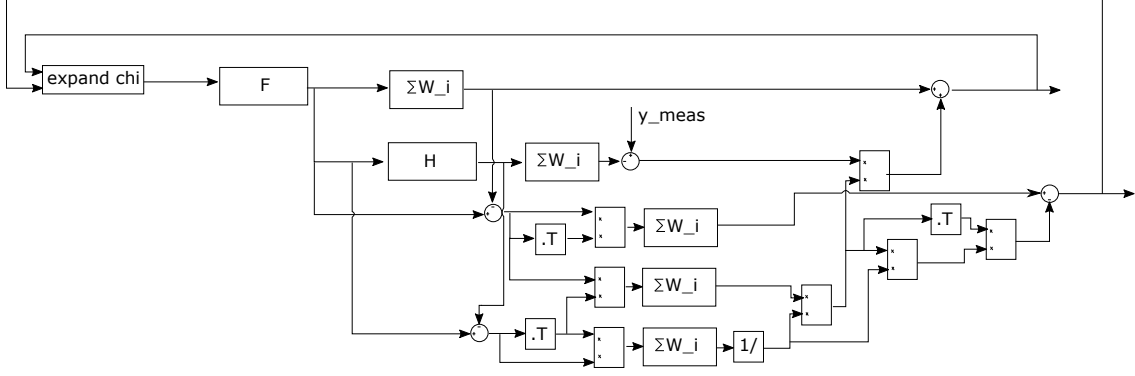 expand chi
F
ΣW_i
y_meas
H
ΣW_i
.T
ΣW_i
.T
ΣW_i
.T
ΣW_i
1/